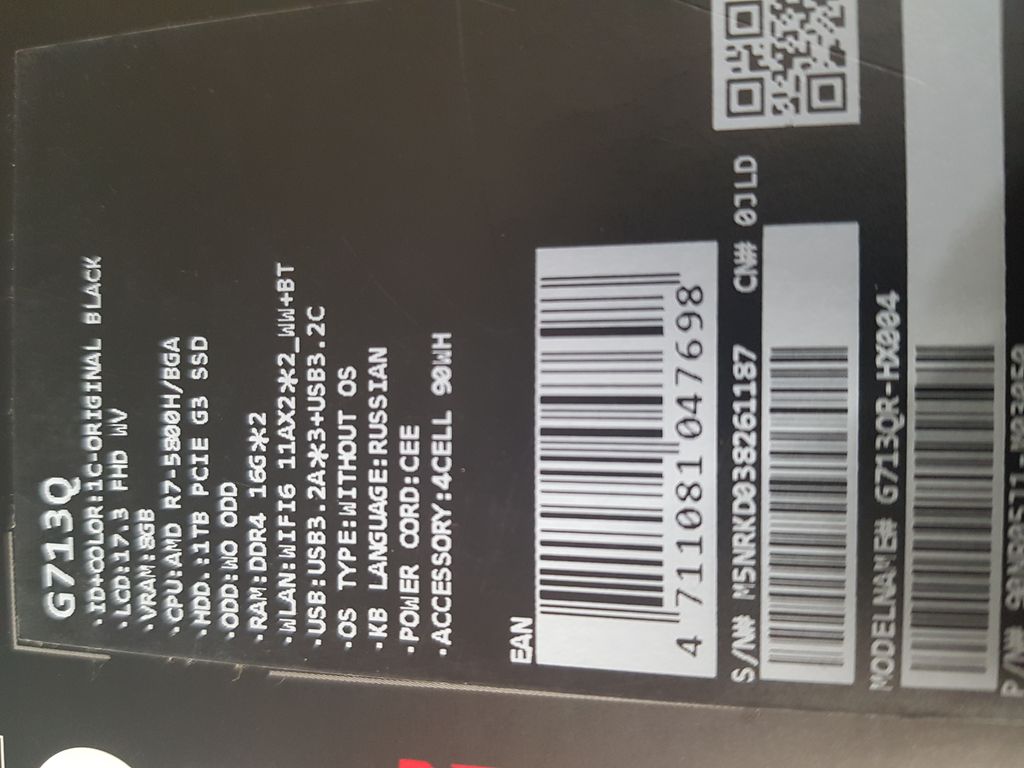 G713Q
·ID+COLOR:1C-ORIGINAL BLACK
·LCD:17.3 FHD WV
·VRAM:8GB
·CPU:AMD R7-5800H/BGA
·HDD.:1TB PCIE G3 SSD
·ODD:WO ODD
·RAM:DDR4 16G*2
·WLAN:WIFI6 11AX2*2_WW+BT
·USB:USB3.2A*3+USB3.2C
·OS TYPE:WITHOUT OS
·KB LANGUAGE:RUSSIAN
·POWER CORD:CEE
·ACCESSORY:4CELL 90WH
EAN
4 711081 047698
S/N# M5NRKD038261187 CN# 0JLD
MODELNAME# G713QR-HX004
P/N#